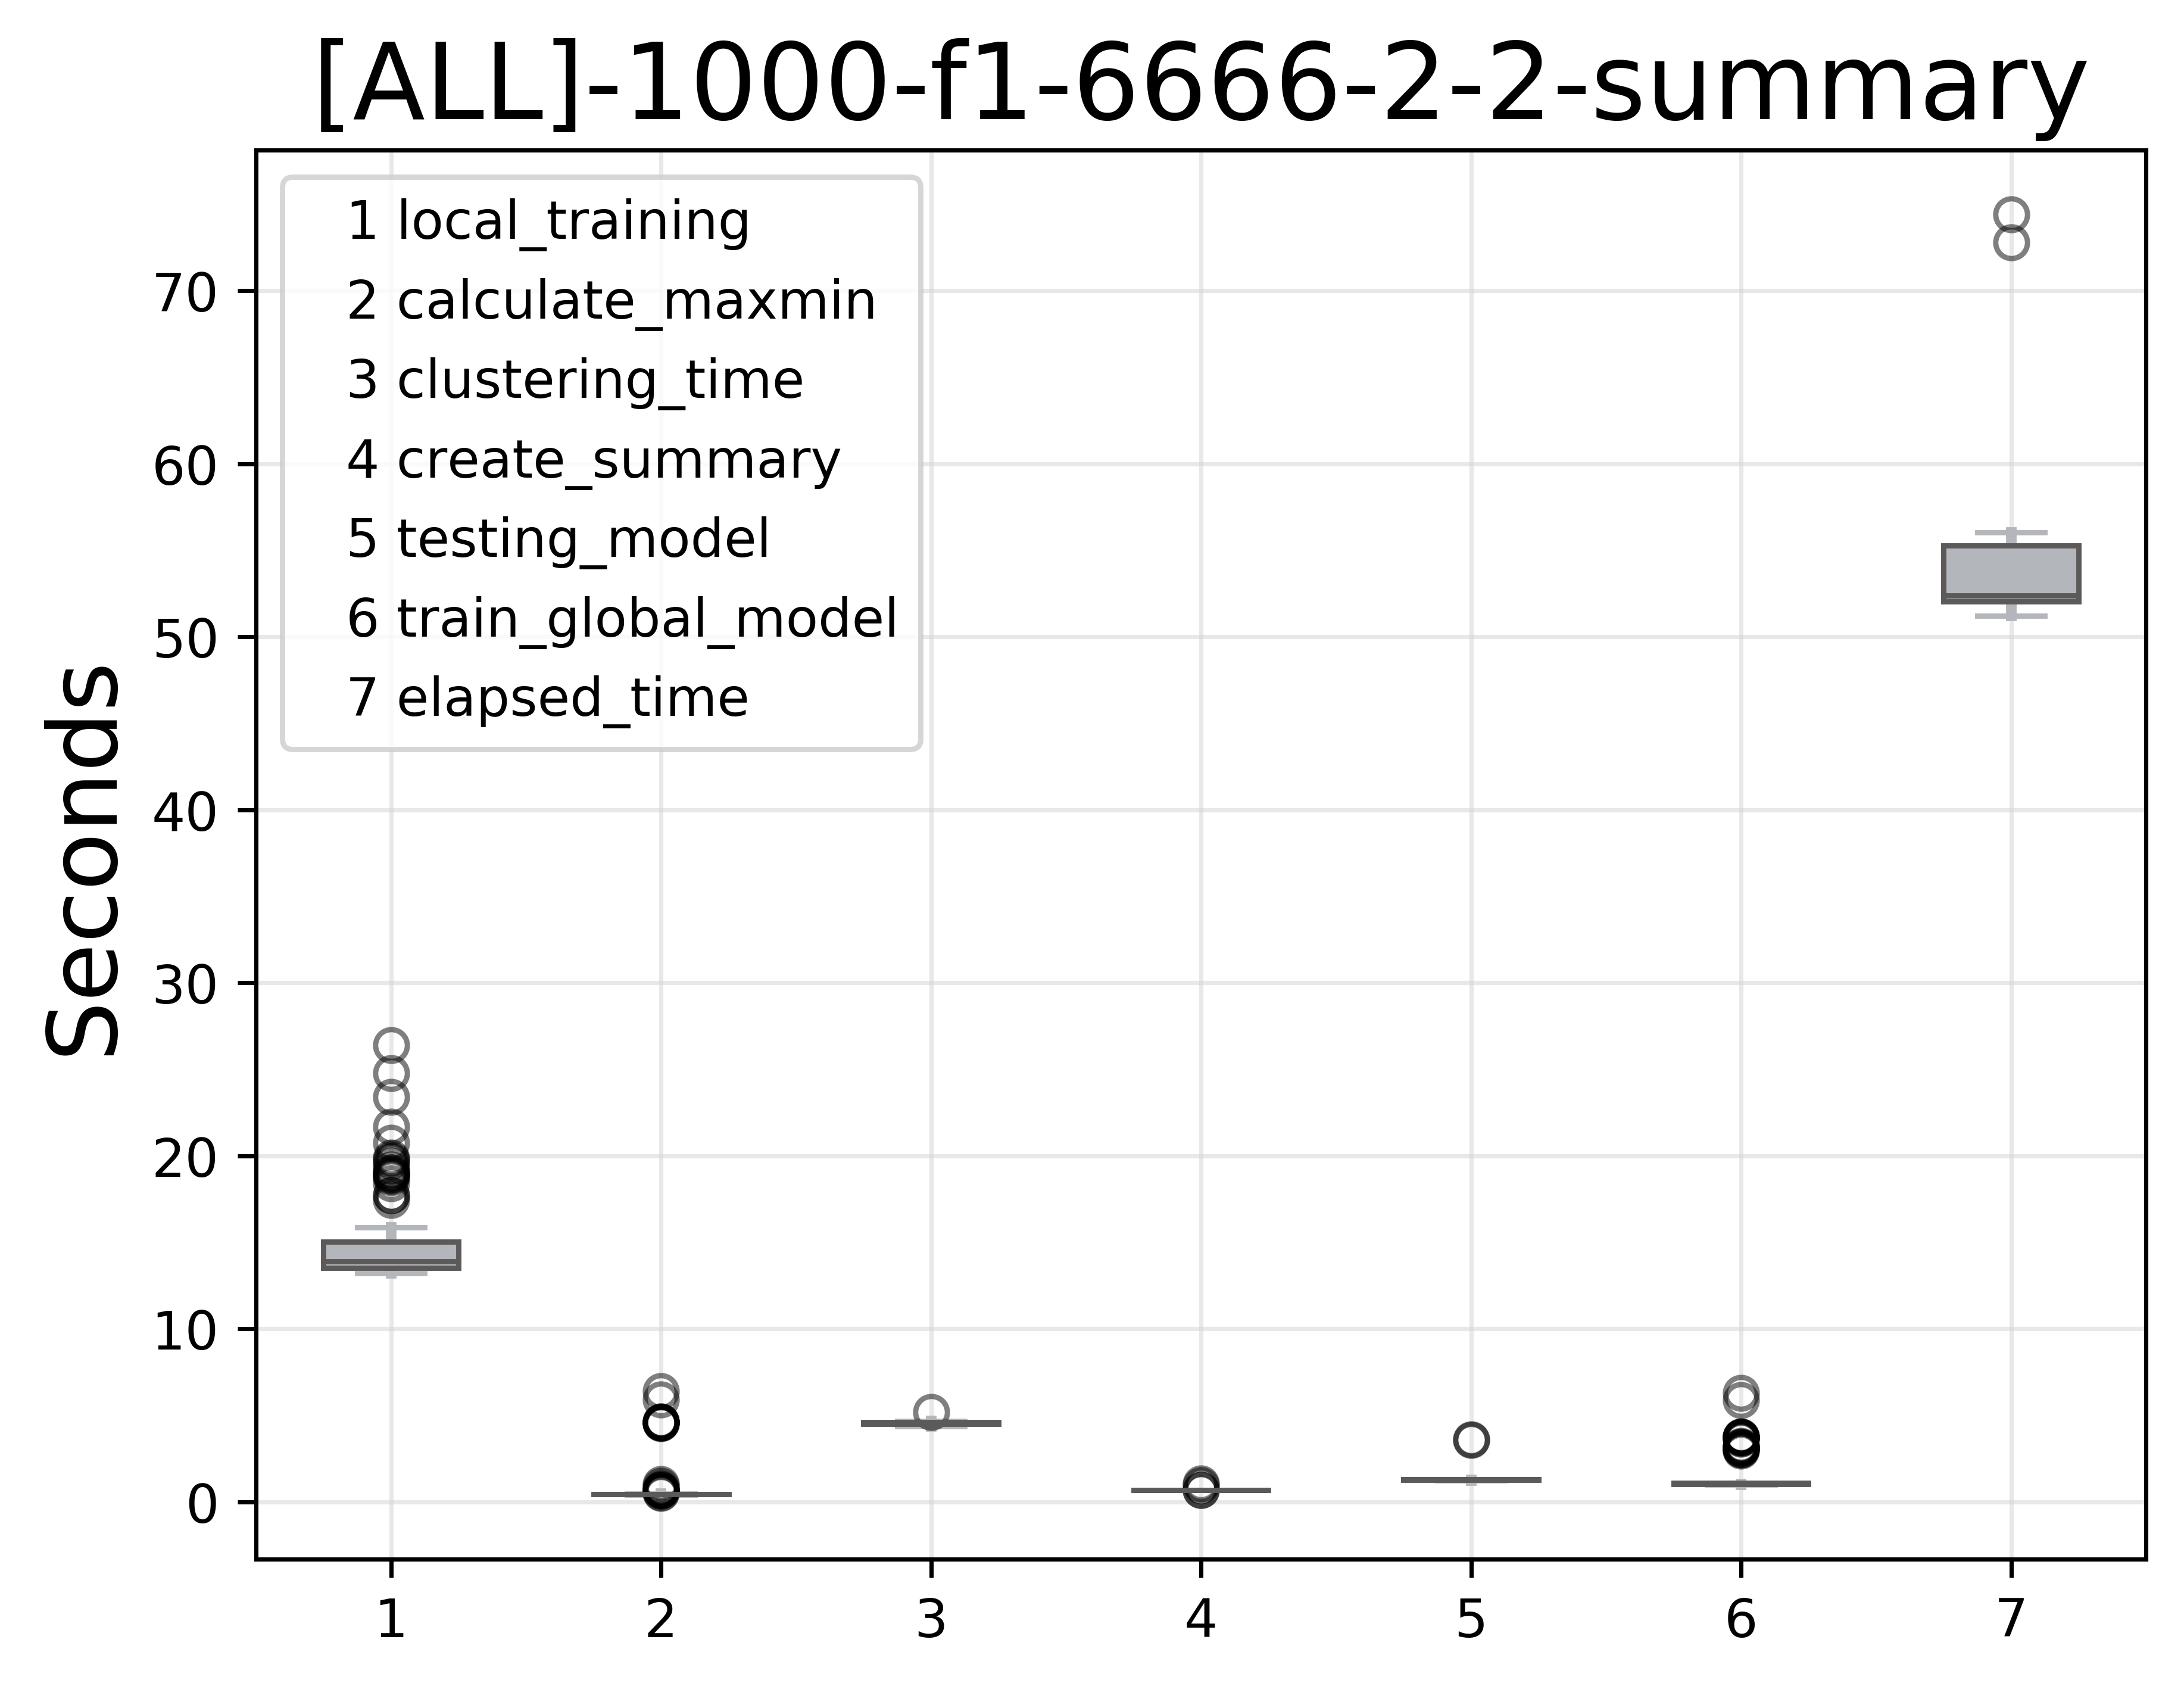 [ALL]-1000-f1-6666-2-2-summary
1 local_training
2 calculate_maxmin
3 clustering_time
4 create_summary
5 testing_model
6 train_global_model
7 elapsed_time
Seconds
70
60
50
40
30
20
10
0
1 2 3 4 5 6 7